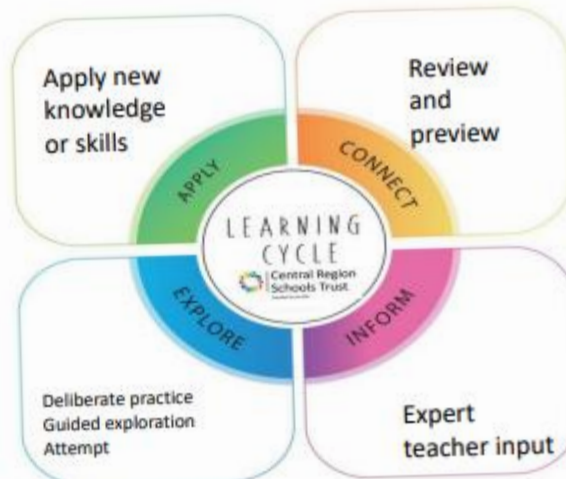 Apply new
knowledge
or skills
Review
and
preview
APPLY
CONNECT
LEARNING
CYCLE
Central Region
Schools Trust
EXPLORE
INFORM
Deliberate practice
Guided exploration
Attempt
Expert
teacher input